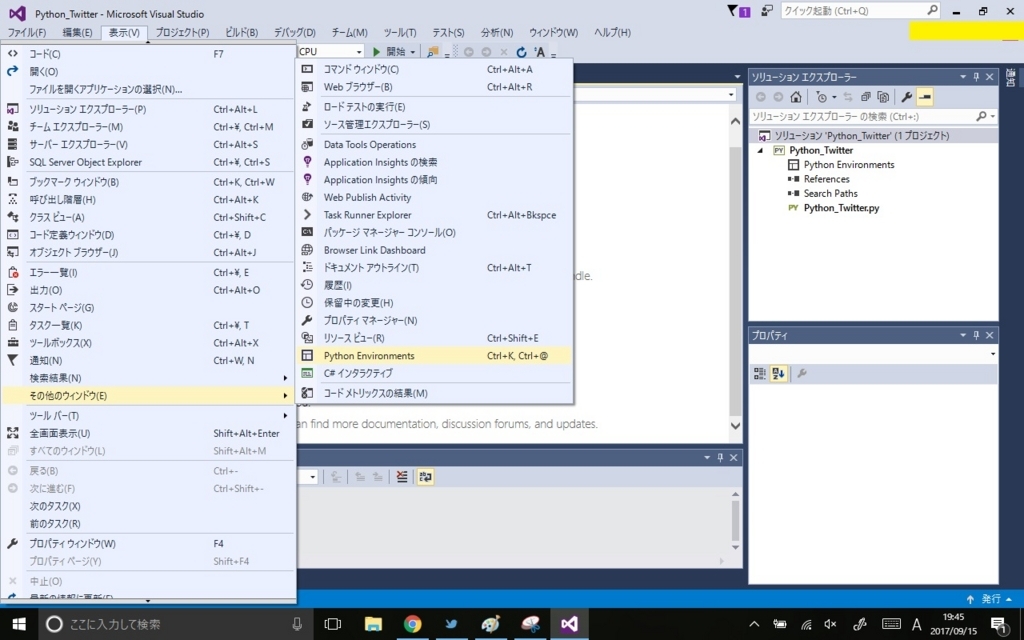 Python_Twitter - Microsoft Visual Studio
1
クイック起動 (Ctrl+Q)
ファイル(F) 編集(E) 表示(V) プロジェクト(P) ビルド(B) デバッグ(D) チーム(M) ツール(T) テスト(S) 分析(N) ウィンドウ(W) ヘルプ(H)
CPU 開始
コード(C) F7
開く(O)
ファイルを開くアプリケーションの選択(N)...
ソリューション エクスプローラー(P) Ctrl+Alt+L
チーム エクスプローラー(M) Ctrl+¥, Ctrl+M
サーバー エクスプローラー(V) Ctrl+Alt+S
SQL Server Object Explorer Ctrl+¥, Ctrl+S
ブックマーク ウィンドウ(B) Ctrl+K, Ctrl+W
呼び出し階層(H) Ctrl+Alt+K
クラス ビュー(A) Ctrl+Shift+C
コード定義ウィンドウ(D) Ctrl+¥, D
オブジェクト ブラウザー(J) Ctrl+Alt+J
エラー一覧(I) Ctrl+¥, E
出力(O) Ctrl+Alt+O
スタート ページ(G)
タスク一覧(K) Ctrl+¥, T
ツールボックス(X) Ctrl+Alt+X
通知(N) Ctrl+W, N
検索結果(N)
その他のウィンドウ(E)
ツール バー(T)
全画面表示(U) Shift+Alt+Enter
すべてのウィンドウ(L) Shift+Alt+M
戻る(B) Ctrl+-
次に進む(F) Ctrl+Shift+-
次のタスク(X)
前のタスク(R)
プロパティ ウィンドウ(W) F4
プロパティ ページ(Y) Shift+F4
中止(O)
最新の情報に更新(F)
コマンド ウィンドウ(C) Ctrl+Alt+A
Web ブラウザー(B) Ctrl+Alt+R
ロード テストの実行(E)
ソース管理エクスプローラー(S)
Data Tools Operations
Application Insights の検索
Application Insights の傾向
Web Publish Activity
Task Runner Explorer Ctrl+Alt+Bkspce
パッケージ マネージャー コンソール(O)
Browser Link Dashboard
ドキュメント アウトライン(T) Ctrl+Alt+T
履歴(I)
保留中の変更(H)
プロパティ マネージャー(N)
リソース ビュー(R) Ctrl+Shift+E
Python Environments Ctrl+K, Ctrl+@
C# インタラクティブ
コード メトリックスの結果(M)
dle.
an find more documentation, discussion forums, and updates.
ソリューション エクスプローラー
ソリューション エクスプローラー の検索 (Ctrl+:)
ソリューション 'Python_Twitter' (1 プロジェクト)
PY Python_Twitter
Python Environments
References
Search Paths
PY Python_Twitter.py
プロパティ
発行
ここに入力して検索
A
19:45
2017/09/15
1